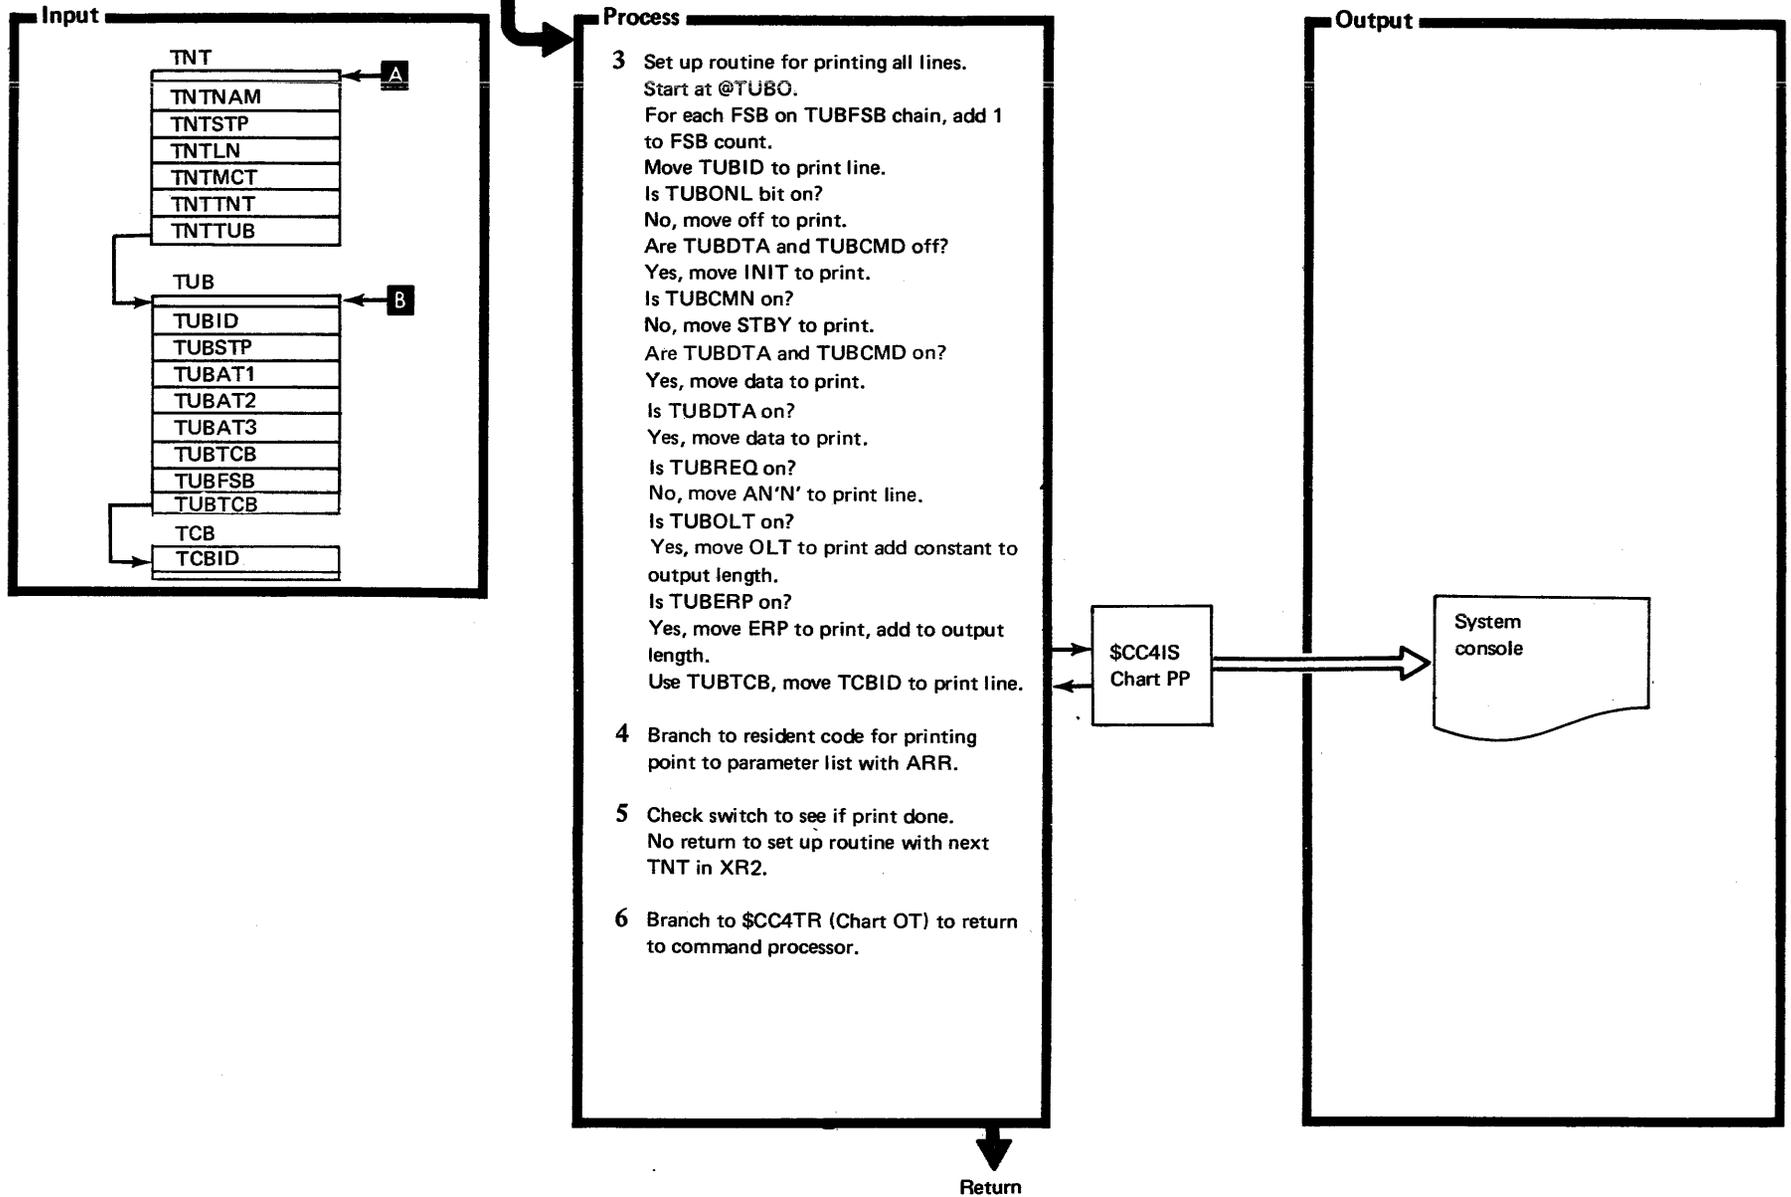 Input
TNT
A
TNTNAM
TNTSTP
TNTLN
TNTMCT
TNTTNT
TNTTUB
TUB
B
TUBID
TUBSTP
TUBAT1
TUBAT2
TUBAT3
TUBTCB
TUBFSB
TUBTCB
TCB
TCBID
Process
3 Set up routine for printing all lines.
Start at @TUBO.
For each FSB on TUBFSB chain, add 1
to FSB count.
Move TUBID to print line.
Is TUBONL bit on?
No, move off to print.
Are TUBDTA and TUBCMD off?
Yes, move INIT to print.
Is TUBCMN on?
No, move STBY to print.
Are TUBDTA and TUBCMD on?
Yes, move data to print.
Is TUBDTA on?
Yes, move data to print.
Is TUBREQ on?
No, move AN'N' to print line.
Is TUBOLT on?
Yes, move OLT to print add constant to
output length.
Is TUBERP on?
Yes, move ERP to print, add to output
length.
Use TUBTCB, move TCBID to print line.
4 Branch to resident code for printing
point to parameter list with ARR.
5 Check switch to see if print done.
No return to set up routine with next
TNT in XR2.
6 Branch to $CC4TR (Chart OT) to return
to command processor.
Return
$CC4IS
Chart PP
Output
System
console